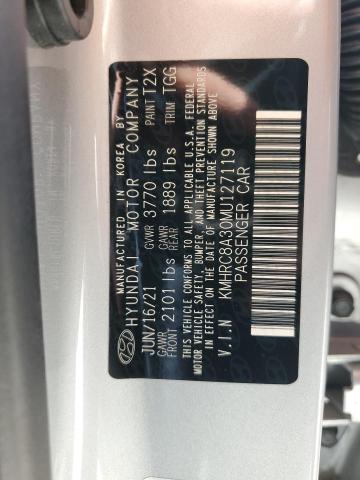 MANUFACTURED IN KOREA BY
HYUNDAI MOTOR COMPANY
JUN/16/21 GVWR 3770 lbs PAINT T2X
GAWR FRONT 2101 lbs GAWR REAR 1889 lbs TRIM TGG
THIS VEHICLE CONFORMS TO ALL APPLICABLE U.S.A. FEDERAL
MOTOR VEHICLE SAFETY, BUMPER, AND THEFT PREVENTION STANDARDS
IN EFFECT ON THE DATE OF MANUFACTURE SHOWN ABOVE
V.I.N KMHRC8A30MU127119
PASSENGER CAR